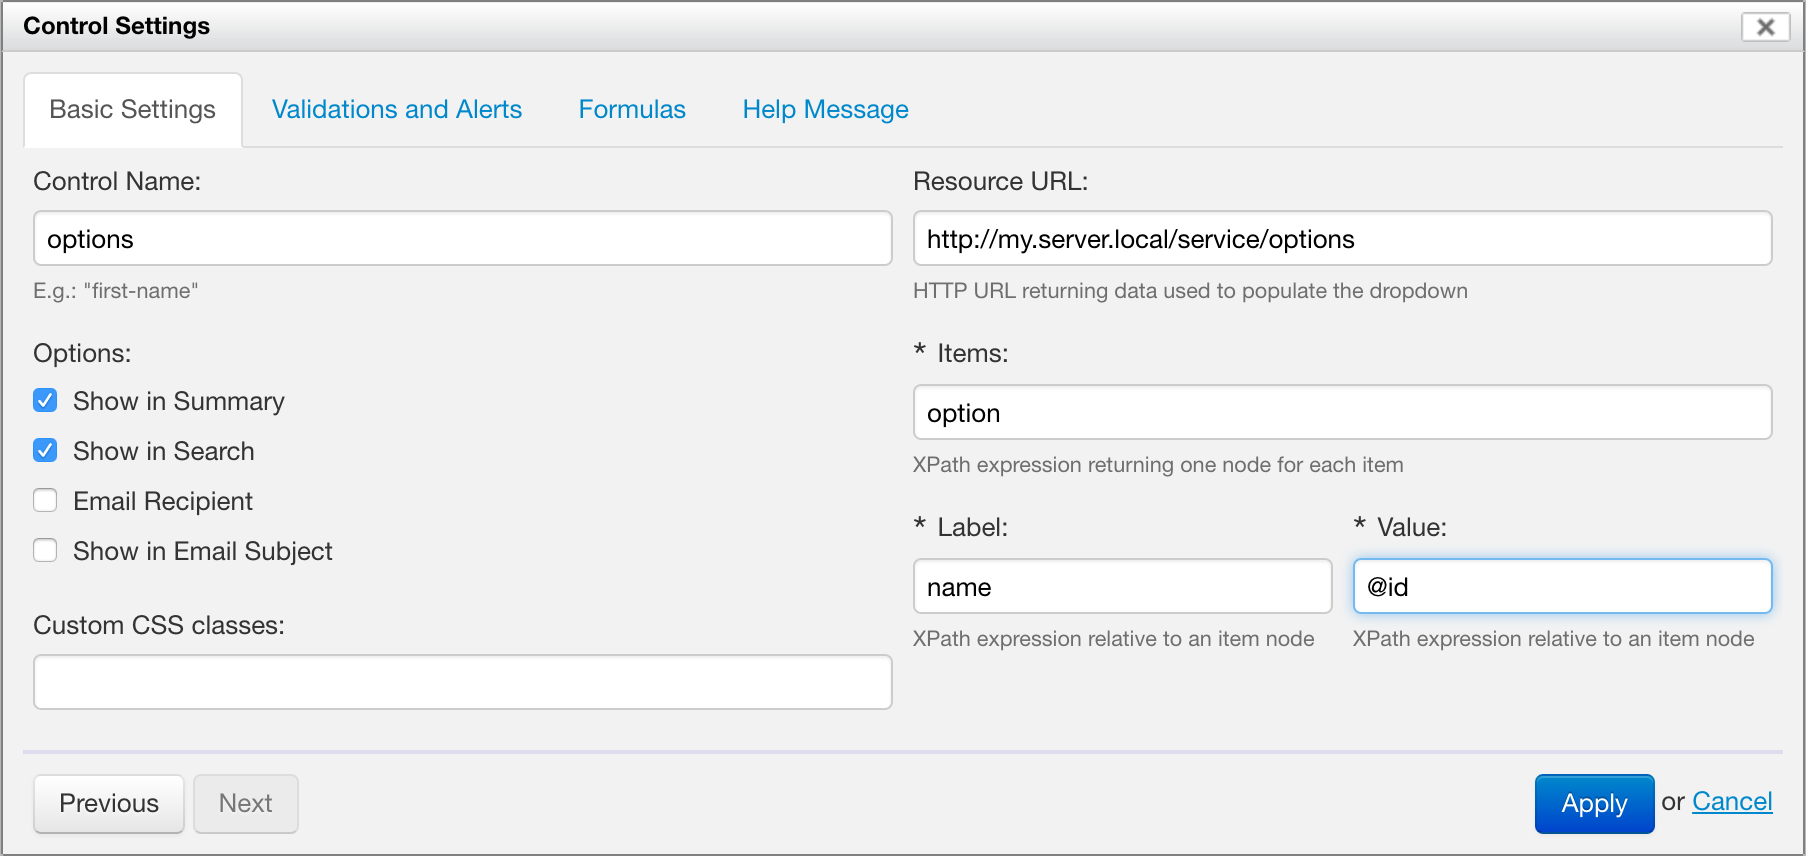 Control Settings
Basic Settings
Validations and Alerts
Formulas
Help Message
Control Name:
options
E.g.: "first-name"
Options:
Show in Summary
Show in Search
Email Recipient
Show in Email Subject
Custom CSS classes:
Resource URL:
http://my.server.local/service/options
HTTP URL returning data used to populate the dropdown
* Items:
option
XPath expression returning one node for each item
* Label:
name
XPath expression relative to an item node
* Value:
@id
XPath expression relative to an item node
Previous
Next
Apply or Cancel